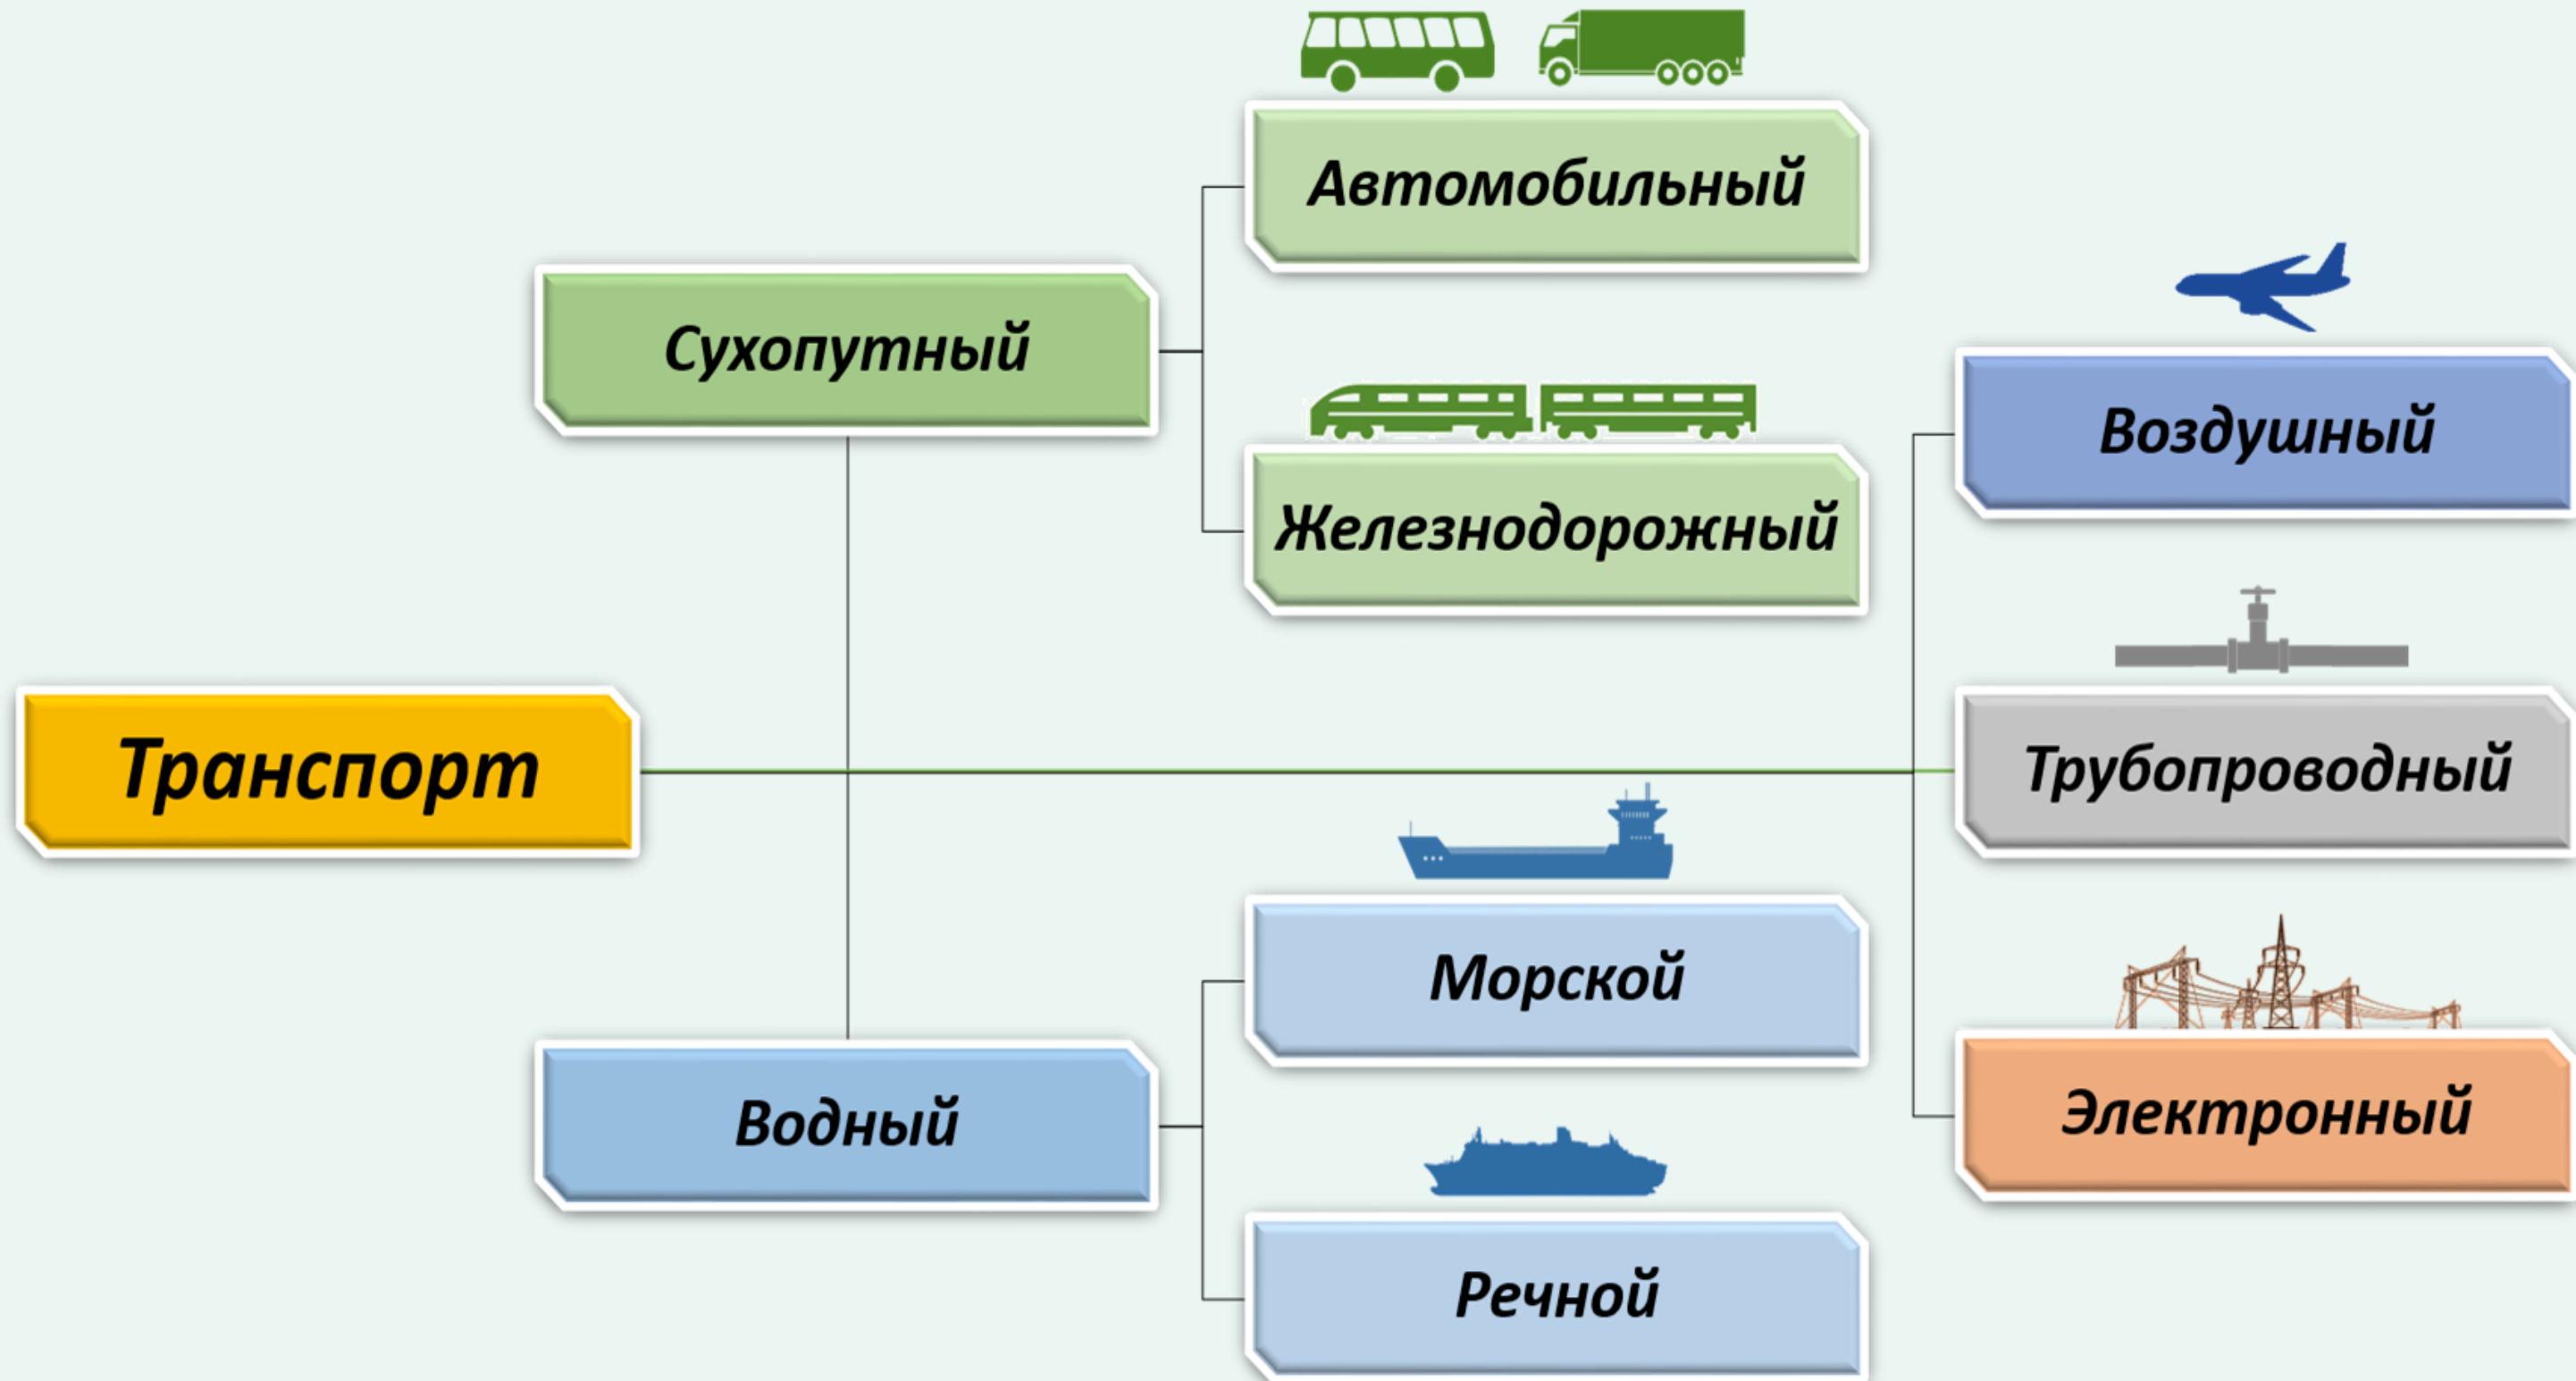 Транспорт
Сухопутный
Автомобильный
Железнодорожный
Водный
Морской
Речной
Воздушный
Трубопроводный
Электронный